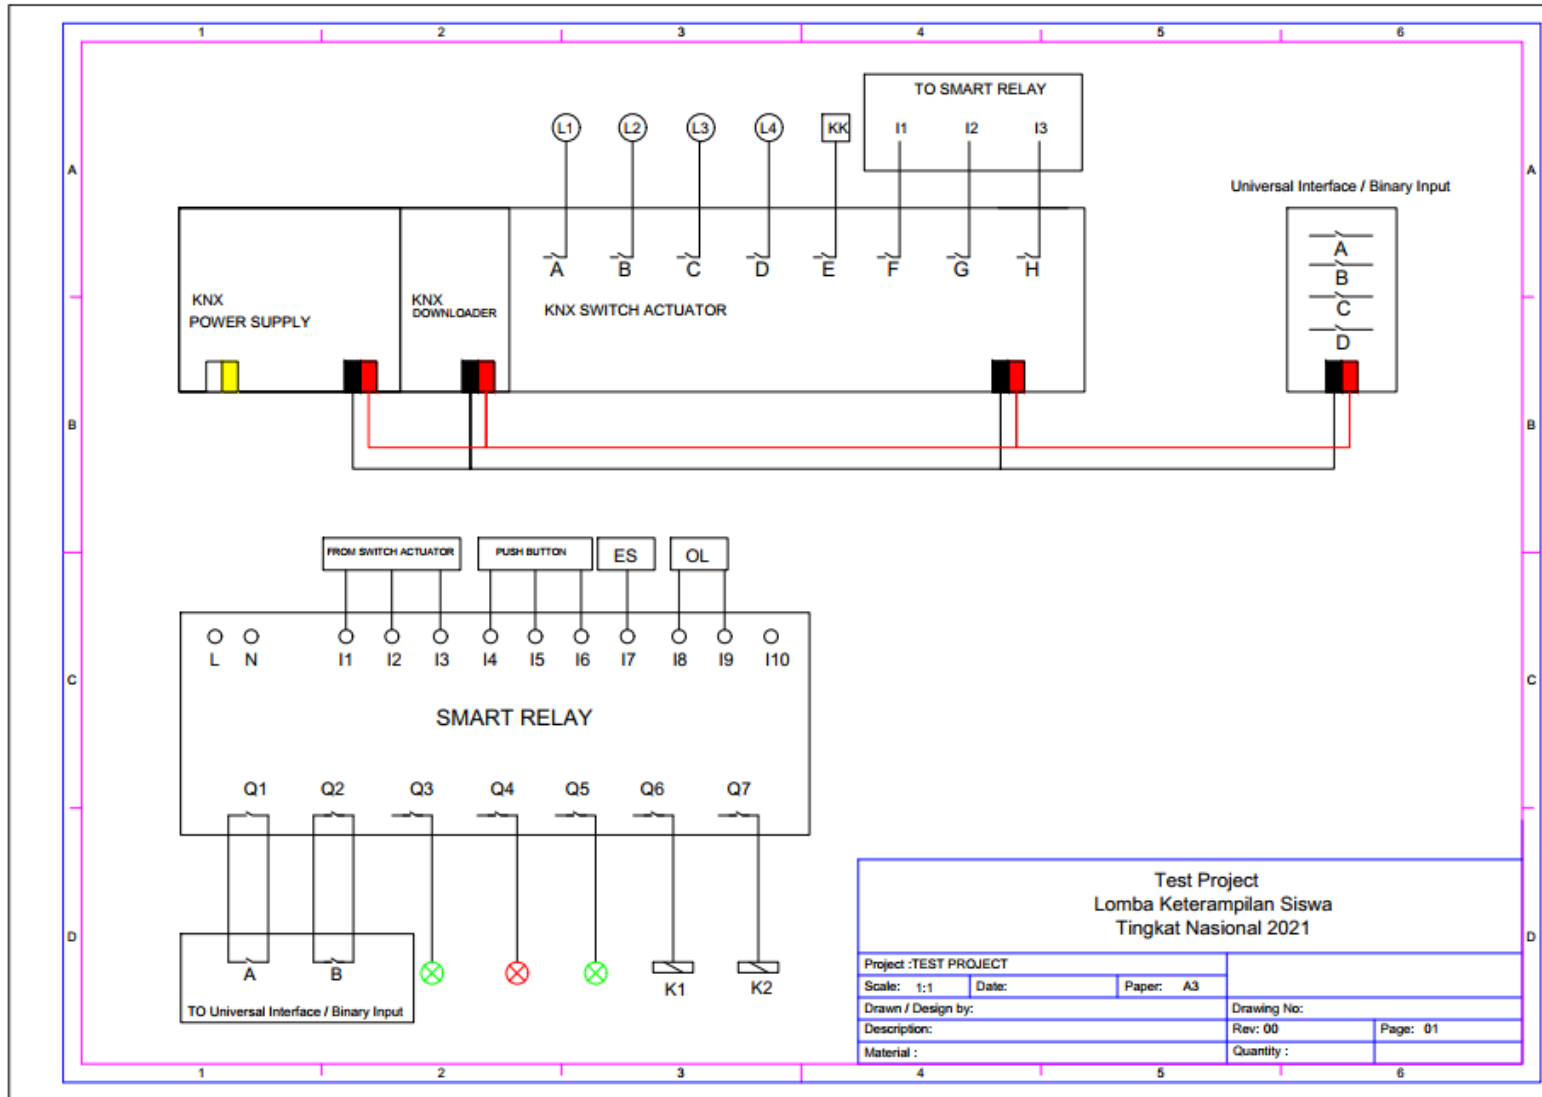 1 2 3 4 5 6
TO SMART RELAY
L1 L2 L3 L4 KK I1 I2 I3
A A
Universal Interface / Binary Input
A
B
C
D
A B C D E F G H
KNX
POWER SUPPLY
KNX
DOWNLOADER
KNX SWITCH ACTUATOR
B B
FROM SWITCH ACTUATOR PUSH BUTTON ES OL
L N I1 I2 I3 I4 I5 I6 I7 I8 I9 I10
C C
SMART RELAY
Q1 Q2 Q3 Q4 Q5 Q6 Q7
D D
A B K1 K2
TO Universal Interface / Binary Input
Test Project
Lomba Keterampilan Siswa
Tingkat Nasional 2021
Project :TEST PROJECT
Scale: 1:1 Date: Paper: A3
Drawn / Design by: Drawing No:
Description: Rev: 00 Page: 01
Material : Quantity :
1 2 3 4 5 6